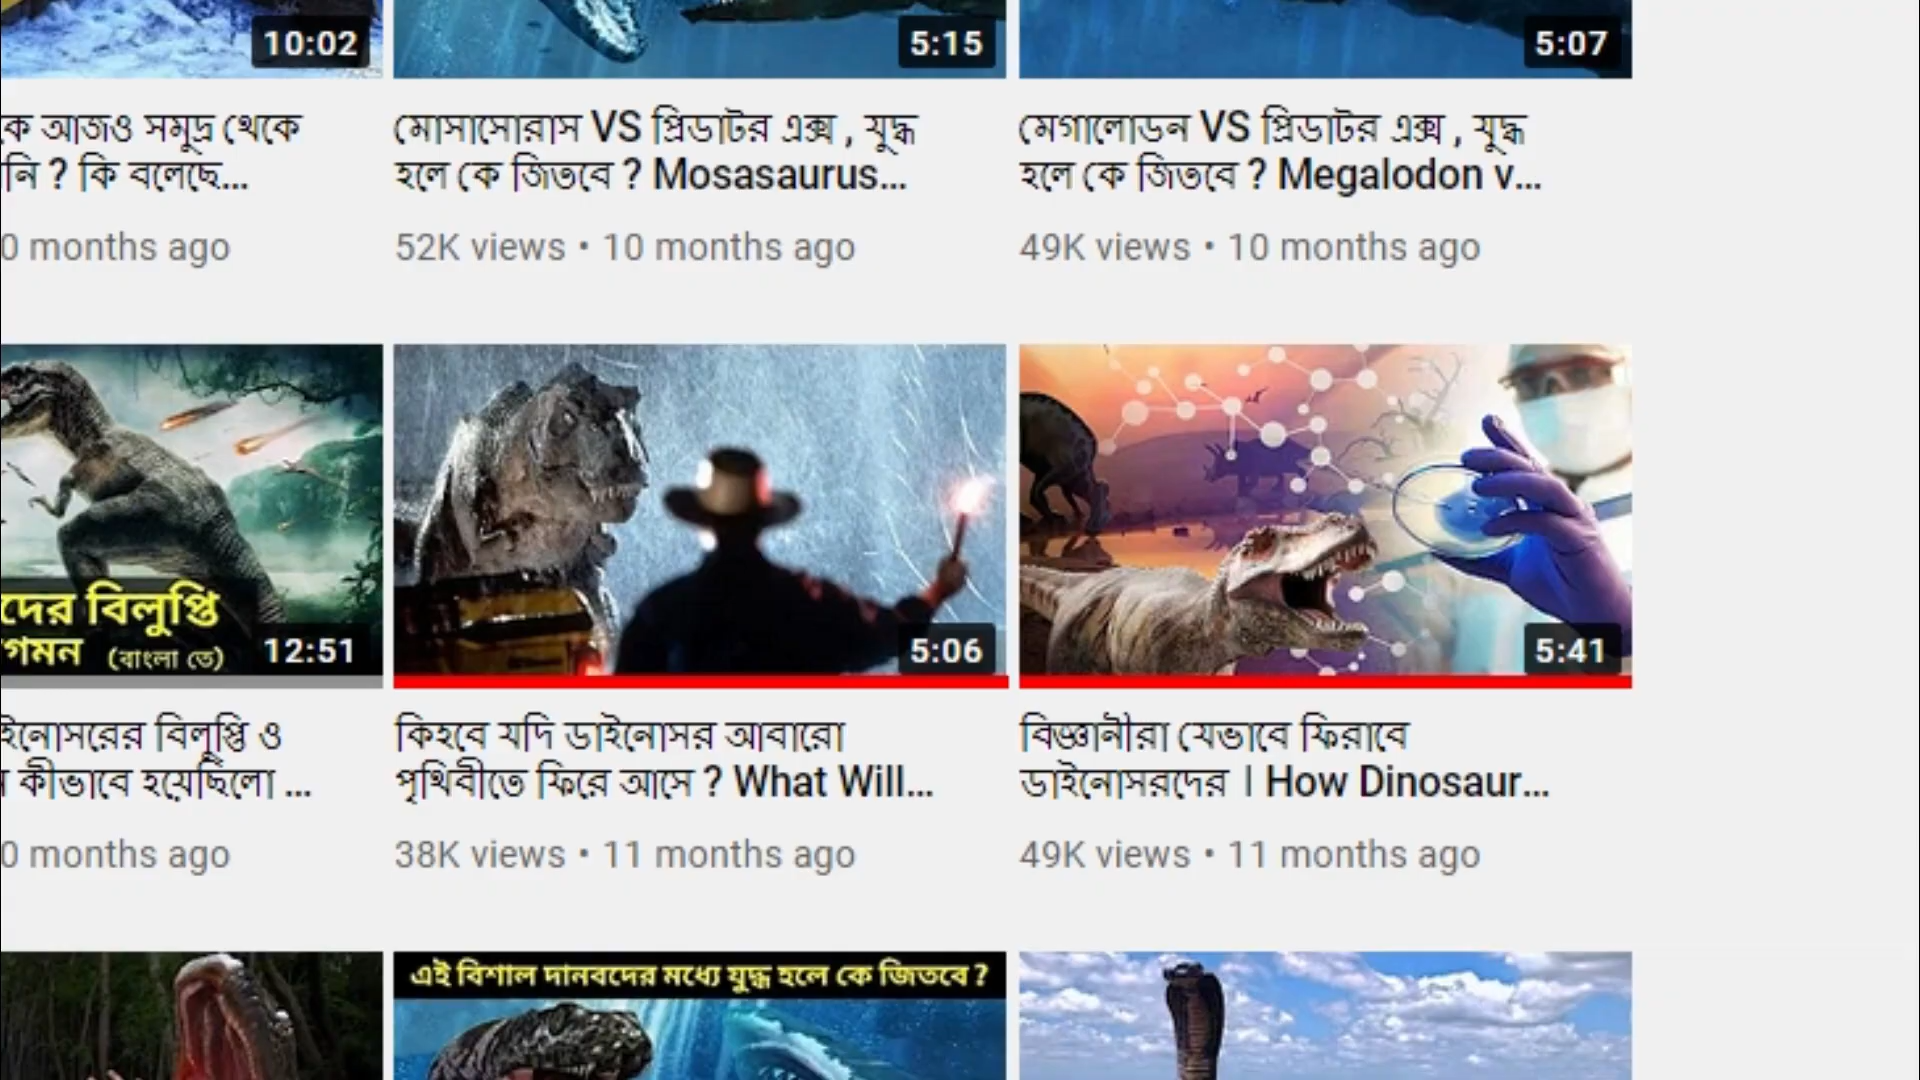 10:02
5:15
5:07
কে আজও সমুদ্র থেকে
নি ? কি বলেছে...
0 months ago
মোসাসোরাস VS প্রিডাটর এক্স , যুদ্ধ
হলে কে জিতবে ? Mosasaurus...
52K views • 10 months ago
মেগালোডন VS প্রিডাটর এক্স , যুদ্ধ
হলে কে জিতবে ? Megalodon v...
49K views • 10 months ago
দের বিলুপ্তি
গমন (বাংলা তে)
12:51
5:06
5:41
ইনোসরের বিলুপ্তি ও
কীভাবে হয়েছিলো ...
0 months ago
কিহবে যদি ডাইনোসর আবারো
পৃথিবীতে ফিরে আসে ? What Will...
38K views • 11 months ago
বিজ্ঞানীরা যেভাবে ফিরাবে
ডাইনোসরদের । How Dinosaur...
49K views • 11 months ago
এই বিশাল দানবদের মধ্যে যুদ্ধ হলে কে জিতবে ?